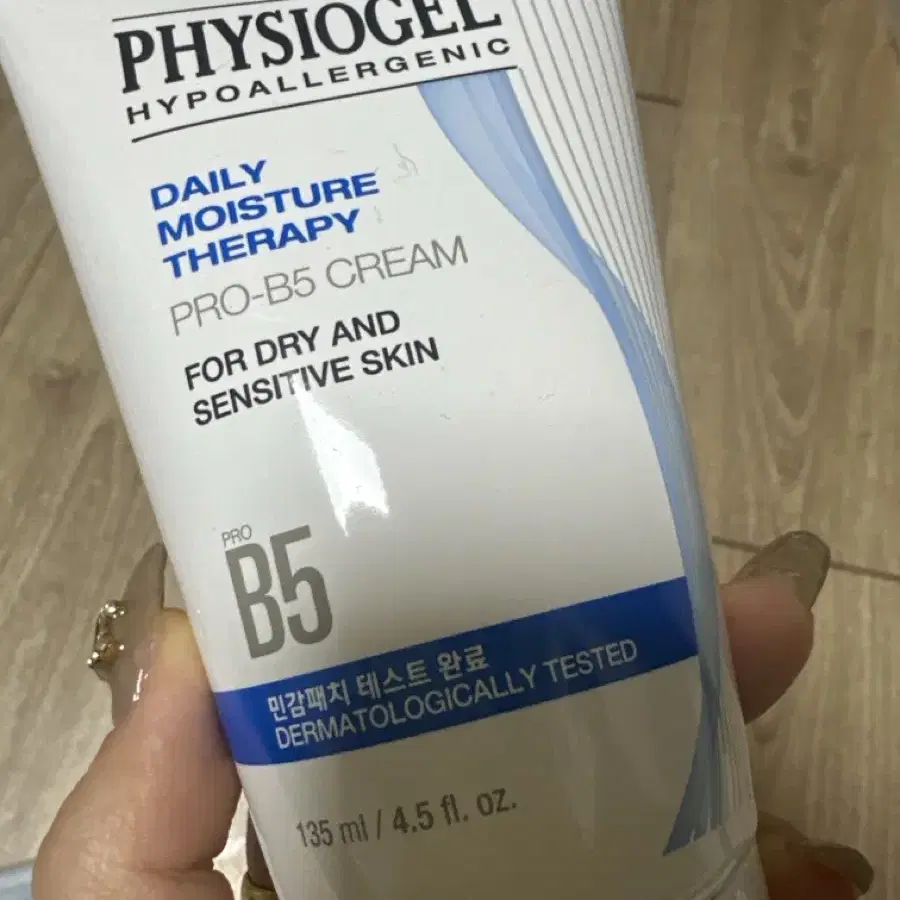 PHYSIOGEL
HYPOALLERGENIC
DAILY
MOISTURE
THERAPY
PRO-B5 CREAM
FOR DRY AND
SENSITIVE SKIN
PRO
B5
민감패치 테스트 완료
DERMATOLOGICALLY TESTED
135 ml / 4.5 fl. oz.